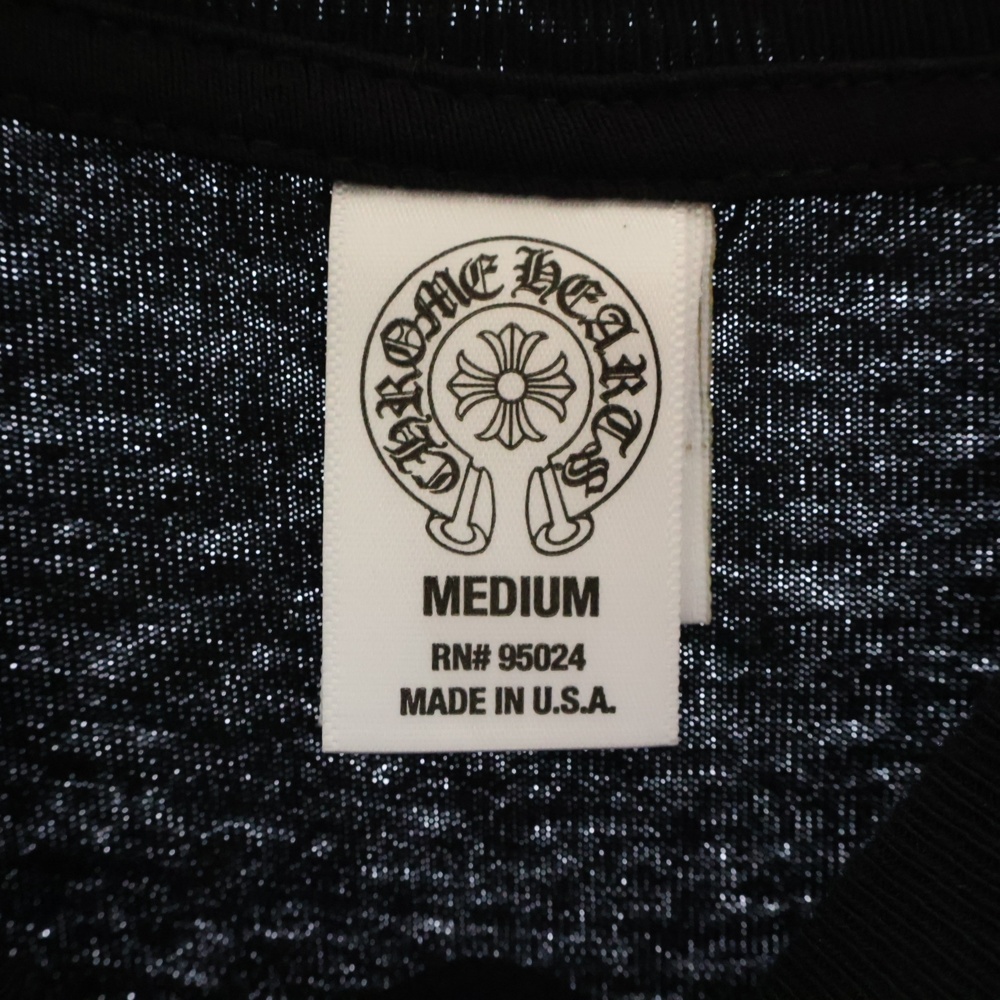 CHROME HEARTS
MEDIUM
RN# 95024
MADE IN U.S.A.